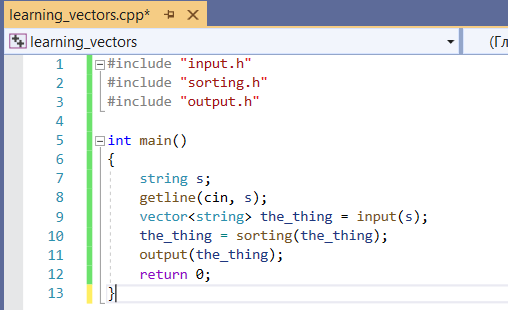 learning_vectors.cpp*
learning_vectors (Гл
1 #include "input.h"
2 #include "sorting.h"
3 #include "output.h"
4
5 int main()
6 {
7 string s;
8 getline(cin, s);
9 vector<string> the_thing = input(s);
10 the_thing = sorting(the_thing);
11 output(the_thing);
12 return 0;
13 }